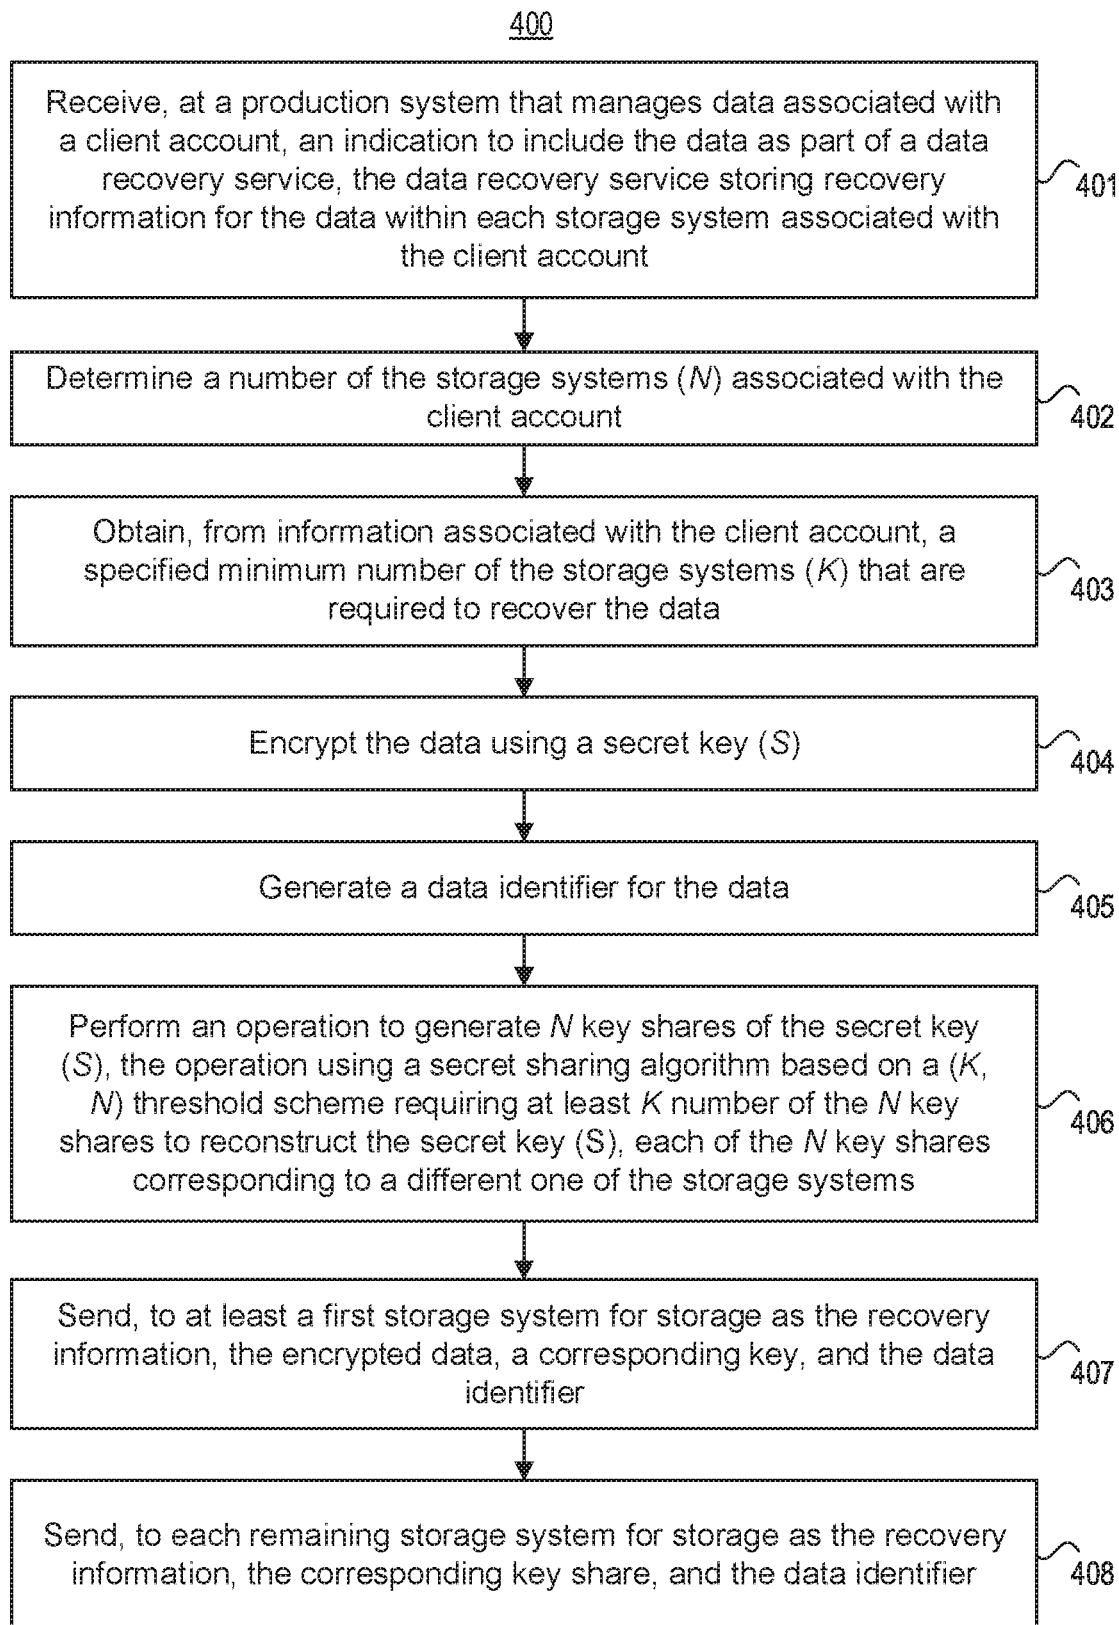 400
Receive, at a production system that manages data associated with
a client account, an indication to include the data as part of a data
recovery service, the data recovery service storing recovery
information for the data within each storage system associated with
the client account
401
Determine a number of the storage systems (N) associated with the
client account
402
Obtain, from information associated with the client account, a
specified minimum number of the storage systems (K) that are
required to recover the data
403
Encrypt the data using a secret key (S)
404
Generate a data identifier for the data
405
Perform an operation to generate N key shares of the secret key
(S), the operation using a secret sharing algorithm based on a (K,
N) threshold scheme requiring at least K number of the N key
shares to reconstruct the secret key (S), each of the N key shares
corresponding to a different one of the storage systems
406
Send, to at least a first storage system for storage as the recovery
information, the encrypted data, a corresponding key, and the data
identifier
407
Send, to each remaining storage system for storage as the recovery
information, the corresponding key share, and the data identifier
408